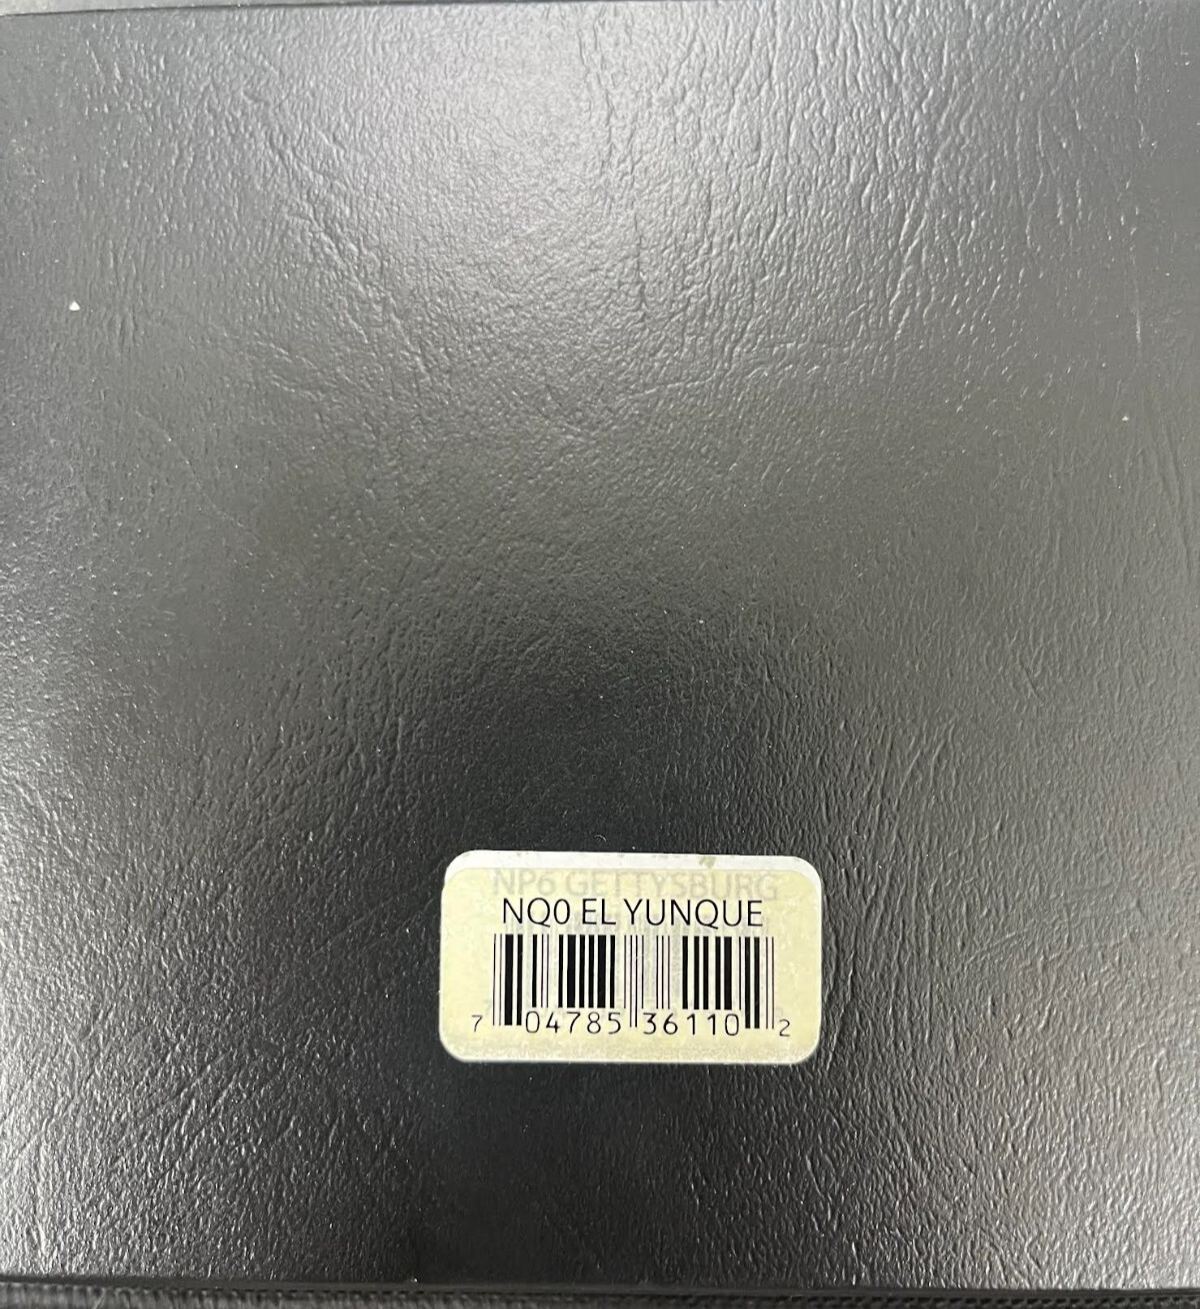 NP6 GETTYSBURG
NQ0 EL YUNQUE
7 04785 36110 2